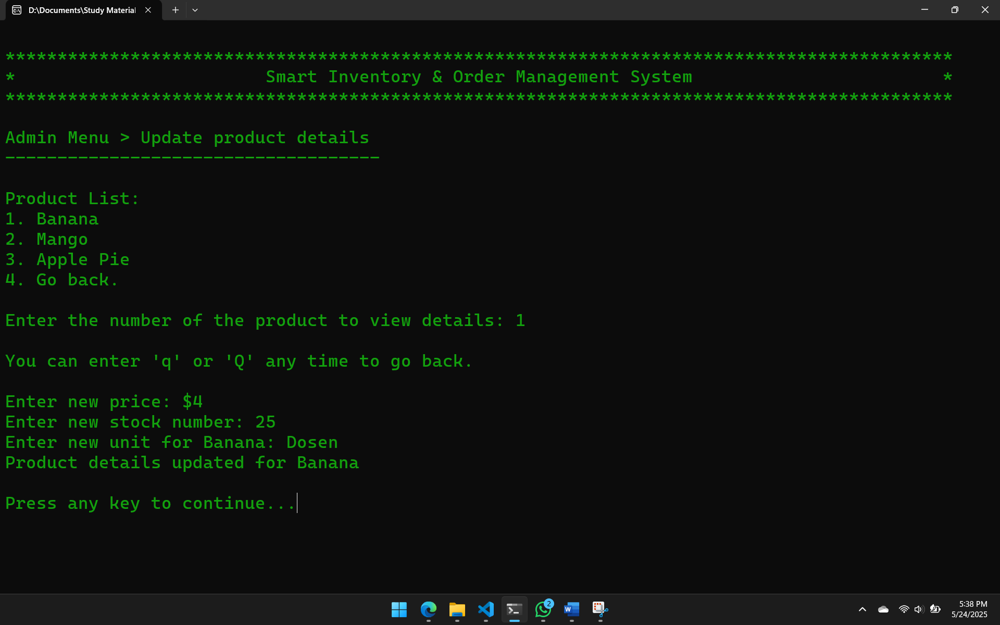 D:\Documents\Study Material
*******************************************************************************************
* Smart Inventory & Order Management System *
*******************************************************************************************
Admin Menu > Update product details
------------------------------------
Product List:
1. Banana
2. Mango
3. Apple Pie
4. Go back.
Enter the number of the product to view details: 1
You can enter 'q' or 'Q' any time to go back.
Enter new price: $4
Enter new stock number: 25
Enter new unit for Banana: Dosen
Product details updated for Banana
Press any key to continue...
2
5:38 PM
5/24/2025